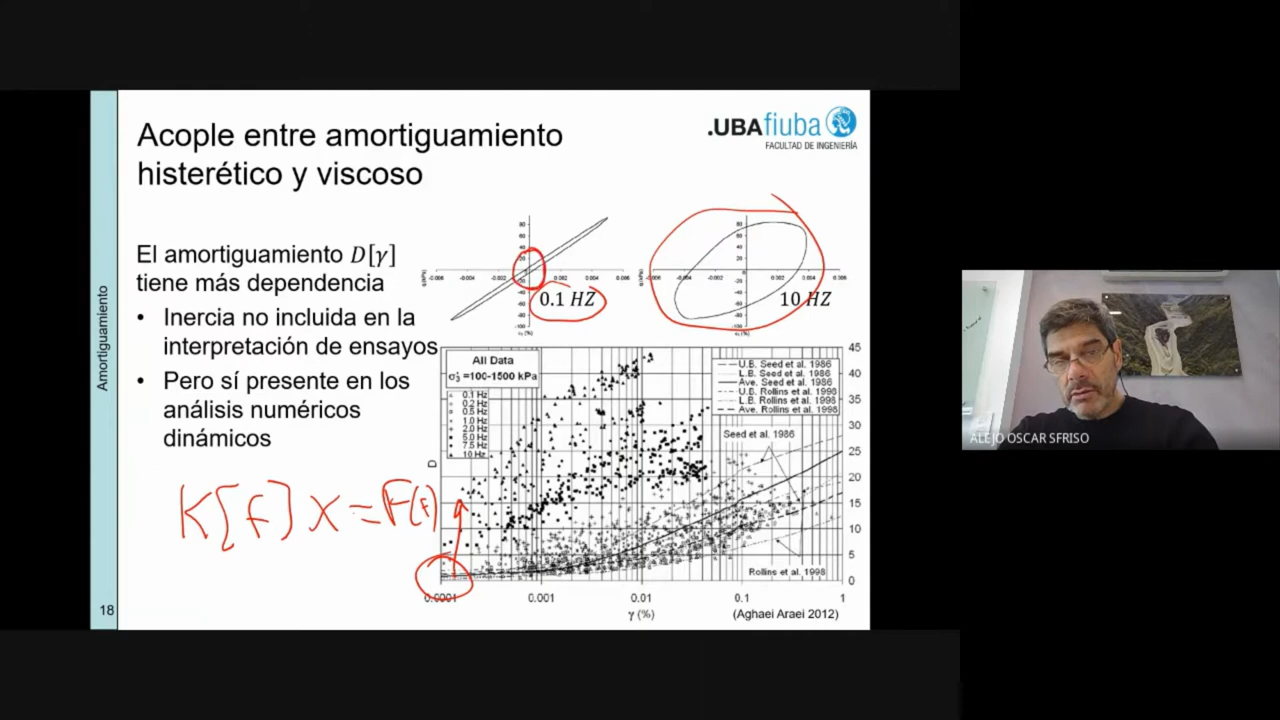 Acople entre amortiguamiento
histerético y viscoso
.UBAfiuba
FACULTAD DE INGENIERÍA
El amortiguamiento D[γ]
tiene más dependencia
• Inercia no incluida en la
interpretación de ensayos
• Pero sí presente en los
análisis numéricos
dinámicos
Amortiguamiento
18
0.1 HZ
10 HZ
All Data
σ'₃ =100-1500 kPa
0.1 Hz
0.2 Hz
0.5 Hz
1.0 Hz
2.0 Hz
5.0 Hz
7.5 Hz
10 Hz
U.B. Seed et al. 1986
L.B. Seed et al. 1986
Ave. Seed et al. 1986
U.B. Rollins et al. 1998
L.B. Rollins et al. 1998
Ave. Rollins et al. 1998
Seed et al. 1986
Rollins et al. 1998
D
45
40
35
30
25
20
15
10
5
0
0.0001
0.001
0.01
0.1
1
γ (%)
(Aghaei Araei 2012)
K[f] X = F(f)
ALEJO OSCAR SFRISO